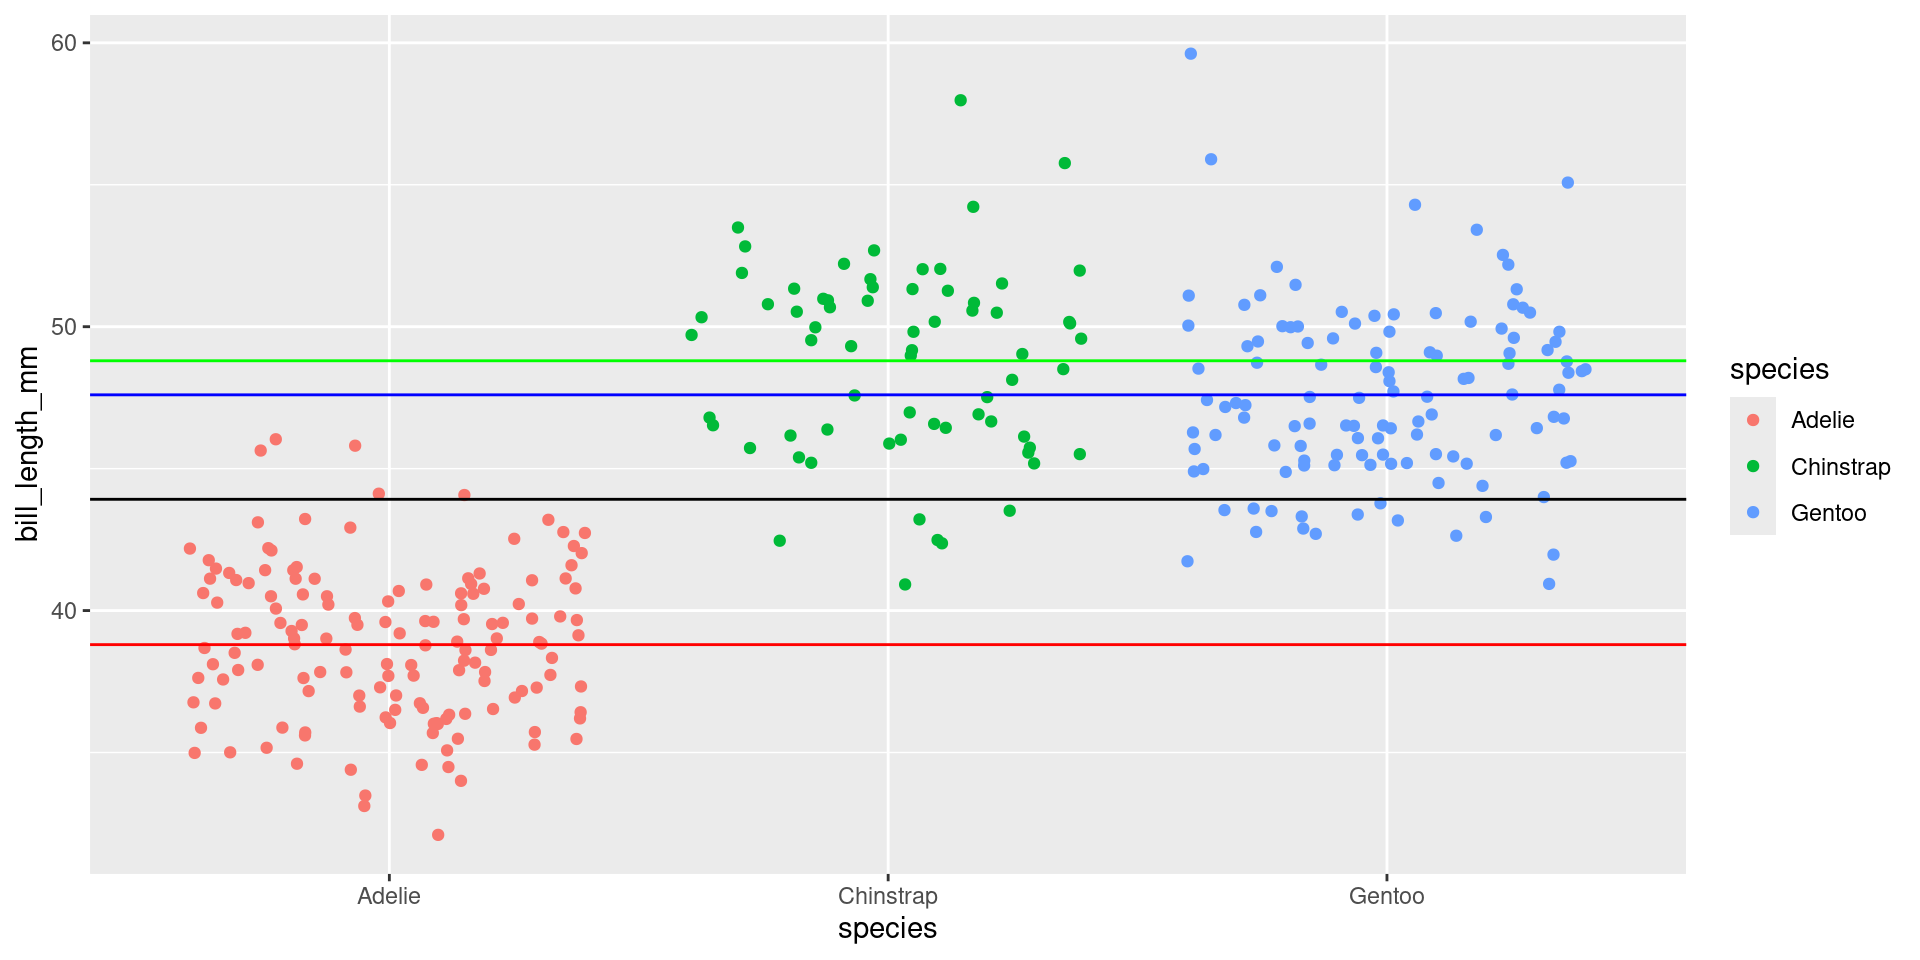 60
50
40
bill_length_mm
Adelie
Chinstrap
Gentoo
species
species
Adelie
Chinstrap
Gentoo